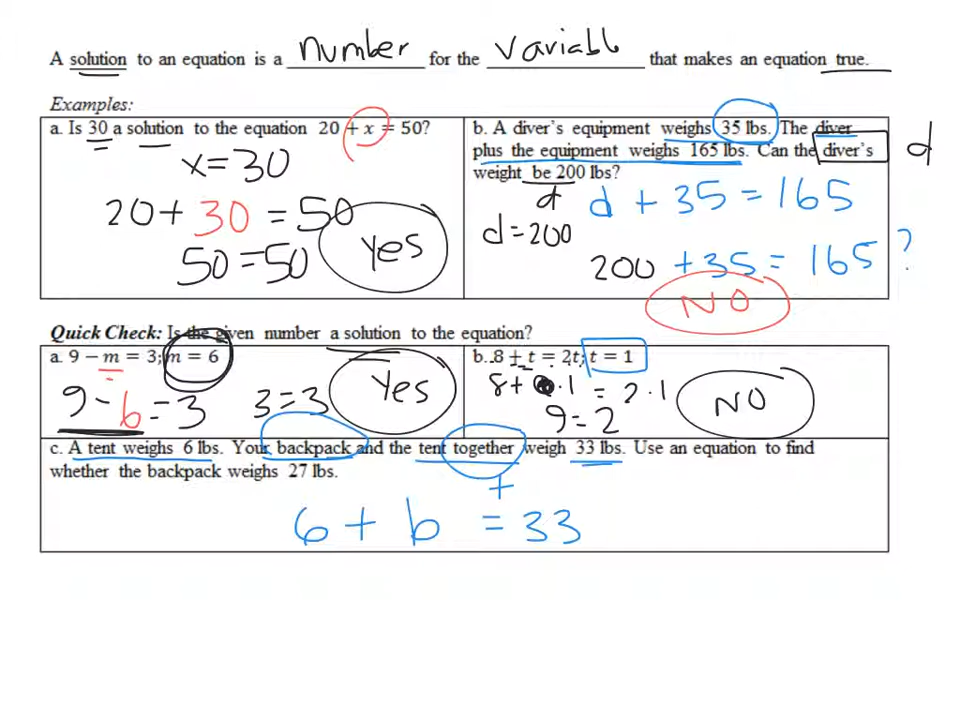 A solution to an equation is a number for the variable that makes an equation true.
Examples:
a. Is 30 a solution to the equation 20 + x = 50?
x = 30
20 + 30 = 50
50 = 50
Yes
b. A diver's equipment weighs 35 lbs. The diver
plus the equipment weighs 165 lbs. Can the diver's
weight be 200 lbs?
d
d
d + 35 = 165
d = 200
200 + 35 = 165 ?
NO
Quick Check: Is the given number a solution to the equation?
a. 9 − m = 3; m = 6
9 - 6 = 3
3 = 3
Yes
b..8 + t = 2t; t = 1
8 + · 1 = 2 · 1
9 = 2
NO
c. A tent weighs 6 lbs. Your backpack and the tent together weigh 33 lbs. Use an equation to find
whether the backpack weighs 27 lbs.
+
6 + b = 33